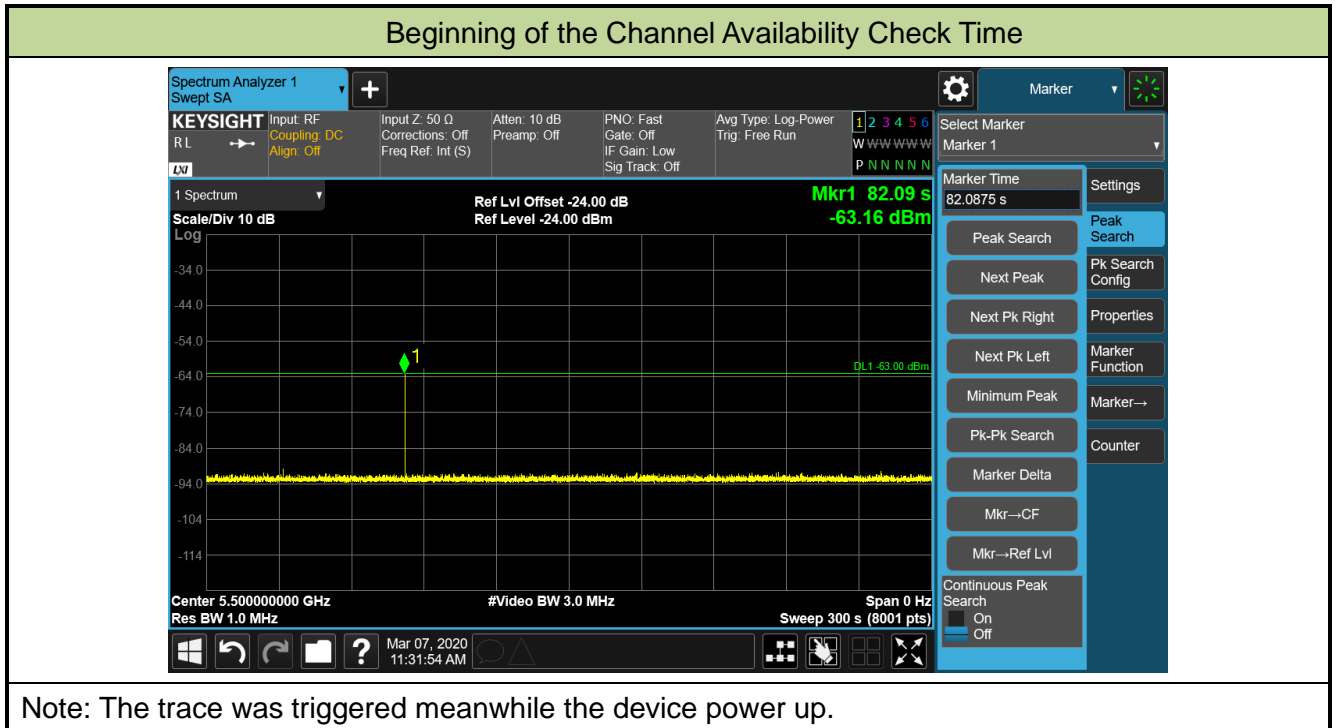 Beginning of the Channel Availability Check Time
Spectrum Analyzer 1
Swept SA
+
Marker
KEYSIGHT
R L
LXI
Input: RF
Coupling: DC
Align: Off
Input Z: 50 Ω
Corrections: Off
Freq Ref: Int (S)
Atten: 10 dB
Preamp: Off
PNO: Fast
Gate: Off
IF Gain: Low
Sig Track: Off
Avg Type: Log-Power
Trig: Free Run
1 2 3 4 5 6
W W W W W W
P N N N N N
Select Marker
Marker 1
1 Spectrum
Scale/Div 10 dB
Log
Ref Lvl Offset -24.00 dB
Ref Level -24.00 dBm
Mkr1 82.09 s
-63.16 dBm
-34.0
-44.0
-54.0
-64.0
-74.0
-84.0
-94.0
-104
-114
1
DL1 -63.00 dBm
Center 5.500000000 GHz
Res BW 1.0 MHz
#Video BW 3.0 MHz
Span 0 Hz
Sweep 300 s (8001 pts)
Marker Time
82.0875 s
Peak Search
Next Peak
Next Pk Right
Next Pk Left
Minimum Peak
Pk-Pk Search
Marker Delta
Mkr→CF
Mkr→Ref Lvl
Continuous Peak
Search
On
Off
Settings
Peak
Search
Pk Search
Config
Properties
Marker
Function
Marker→
Counter
?
Mar 07, 2020
11:31:54 AM
Note: The trace was triggered meanwhile the device power up.